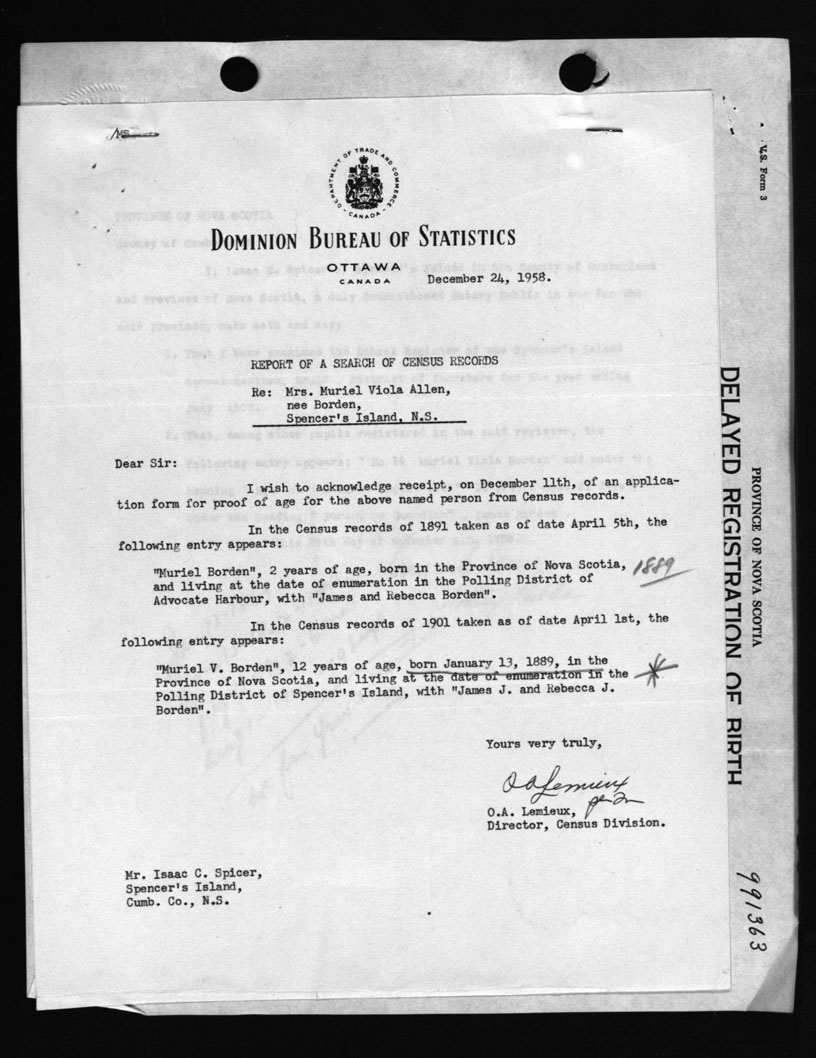 MS
DEPARTMENT OF TRADE AND COMMERCE
- CANADA -
DOMINION BUREAU OF STATISTICS
OTTAWA
CANADA
December 24, 1958.
REPORT OF A SEARCH OF CENSUS RECORDS
Re: Mrs. Muriel Viola Allen,
nee Borden,
Spencer's Island, N.S.
Dear Sir:
I wish to acknowledge receipt, on December 11th, of an applica-
tion form for proof of age for the above named person from Census records.
In the Census records of 1891 taken as of date April 5th, the
following entry appears:
"Muriel Borden", 2 years of age, born in the Province of Nova Scotia, 1889
and living at the date of enumeration in the Polling District of
Advocate Harbour, with "James and Rebecca Borden".
In the Census records of 1901 taken as of date April 1st, the
following entry appears:
"Muriel V. Borden", 12 years of age, born January 13, 1889, in the
Province of Nova Scotia, and living at the date of enumeration in the
Polling District of Spencer's Island, with "James J. and Rebecca J.
Borden".
Yours very truly,
O A Lemieux
O.A. Lemieux,
Director, Census Division.
Mr. Isaac C. Spicer,
Spencer's Island,
Cumb. Co., N.S.
V.S. Form 3
PROVINCE OF NOVA SCOTIA
DELAYED REGISTRATION OF BIRTH
991363